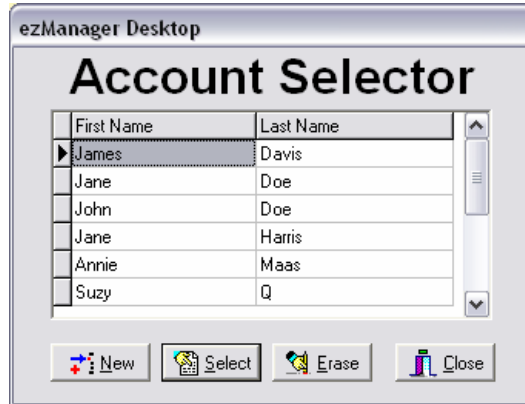 ezManager Desktop
Account Selector
First Name Last Name
James Davis
Jane Doe
John Doe
Jane Harris
Annie Maas
Suzy Q
New Select Erase Close